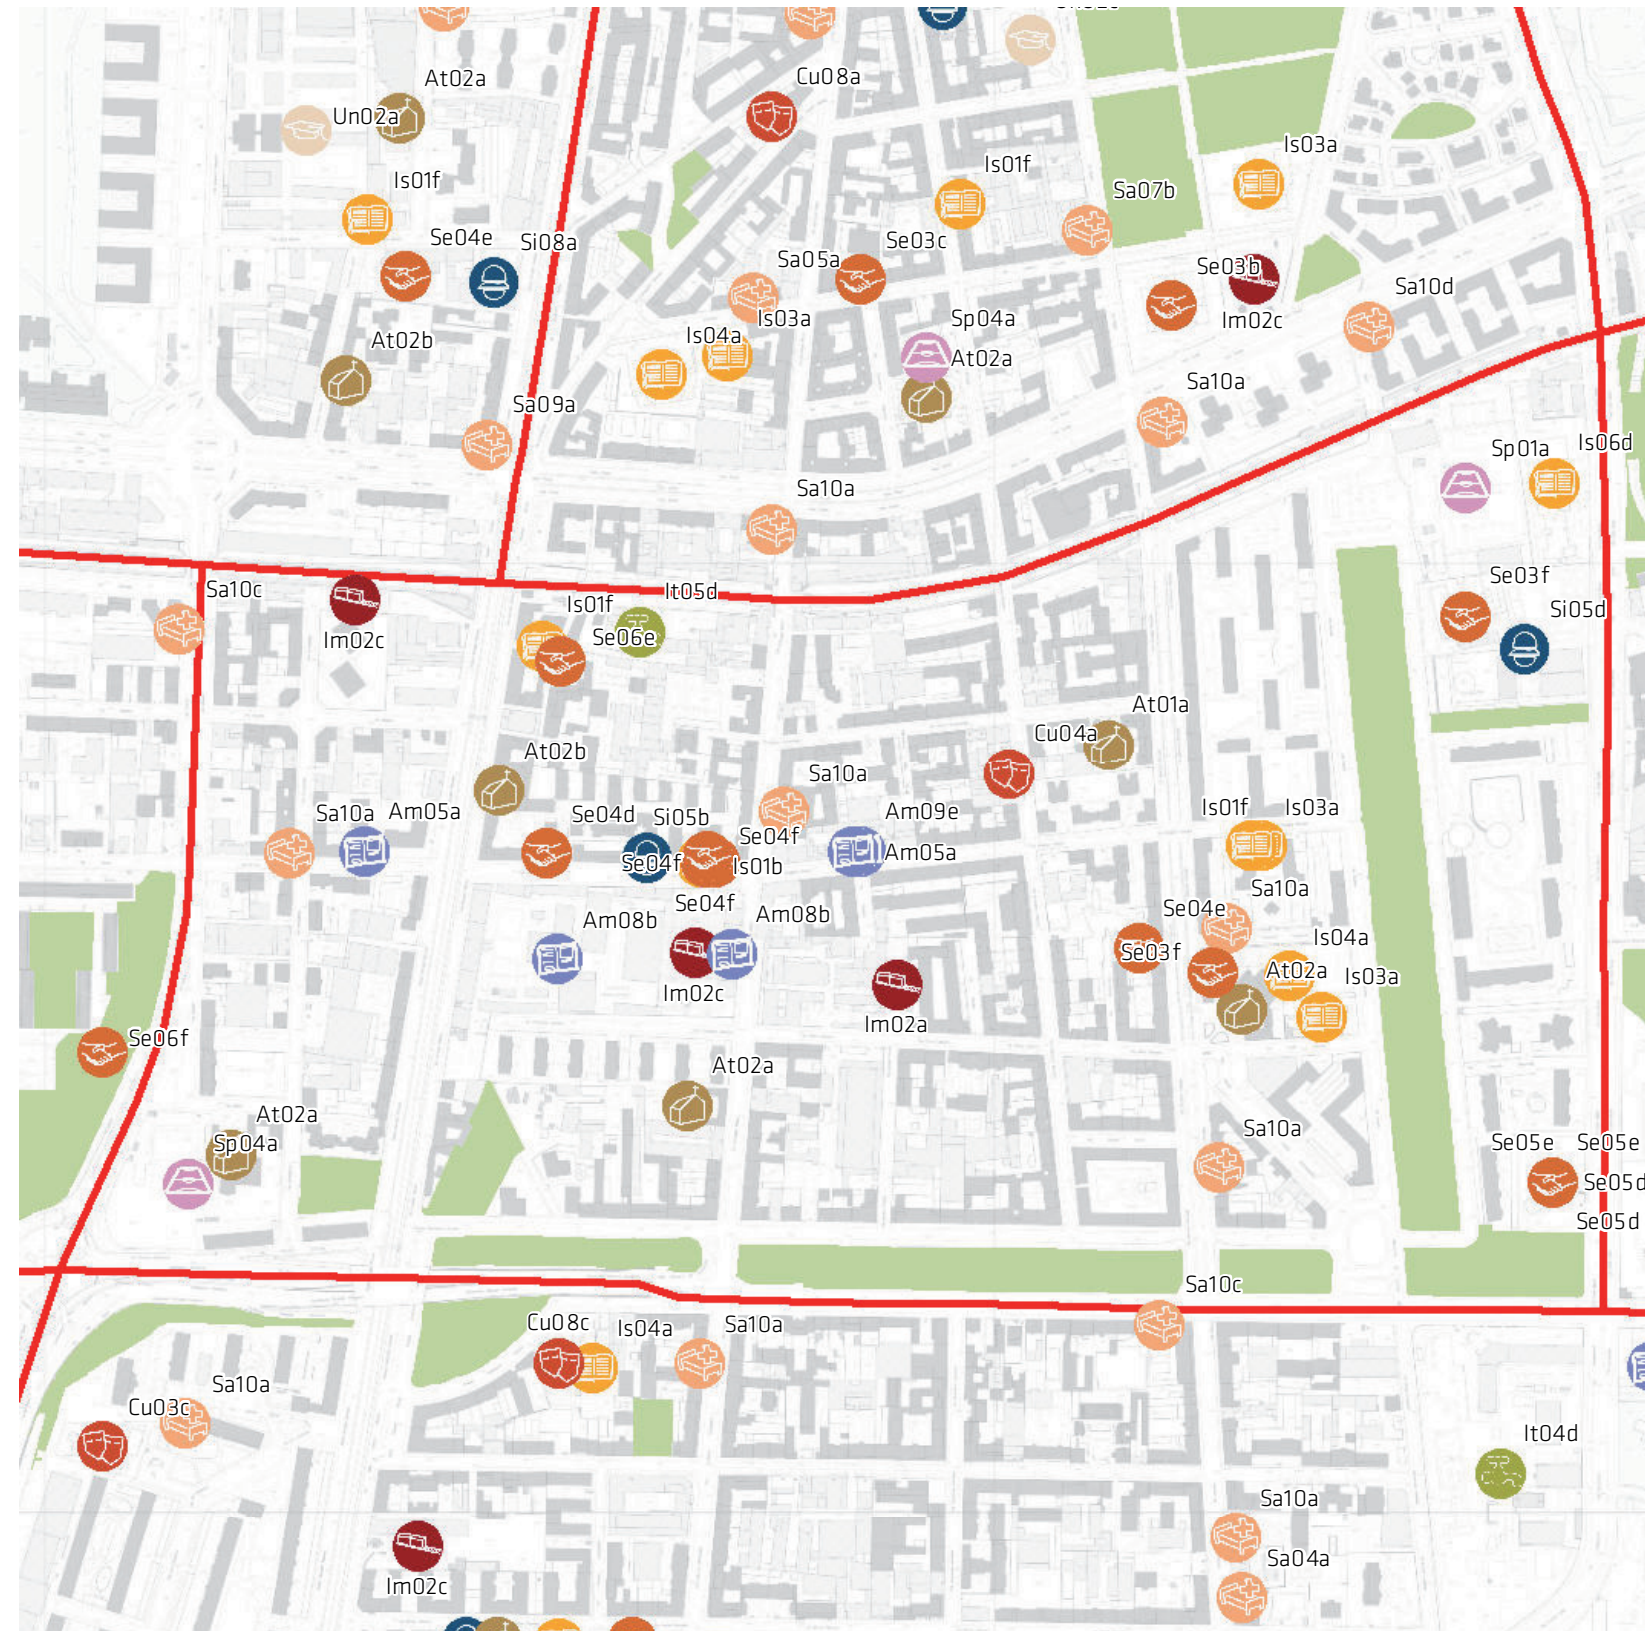 At02a
Cu08a
Un02a
Is03a
Is01f
Is01f
Sa07b
Se04e
Si08a
Se03c
Sa05a
Se03b
Sa10d
Is03a
Sp04a
Im02c
At02b
Is04a
At02a
Sa10a
Sa09a
Sp01a
Is06d
Sa10a
Se03f
Sa10c
It05d
Is01f
Si05d
Im02c
Se06e
At01a
Cu04a
At02b
Sa10a
Sa10a
Am05a
Se04d
Si05b
Am09e
Is01f
Is03a
Se04f
Se04f
Is01b
Am05a
Sa10a
Se04f
Am08b
Am08b
Se04e
Is04a
Se03f
At02a
Is03a
Im02c
Im02a
Se06f
At02a
At02a
Sp04a
Sa10a
Se05e
Se05e
Se05d
Se05d
Sa10c
Cu08c
Is04a
Sa10a
Sa10a
Cu03c
It04d
Sa10a
Sa04a
Im02c